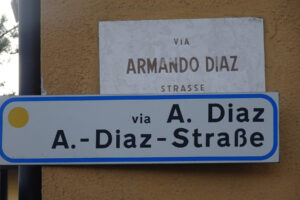 VIA
ARMANDO DIAZ
STRASSE
via A. Diaz
A.-Diaz-Straße